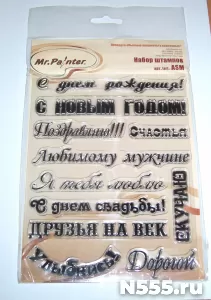 Mr.Painter
Набор штампов
ASM
С днем рождения!
С НОВЫМ ГОДОМ!
Поздравляю!!! Счастья
Любимому мужчине
Я тебя люблю
С днем свадьбы!
СКУЧАЮ
ДРУЗЬЯ НА ВЕК
Улыбнись!
Дорогой
N555.ru